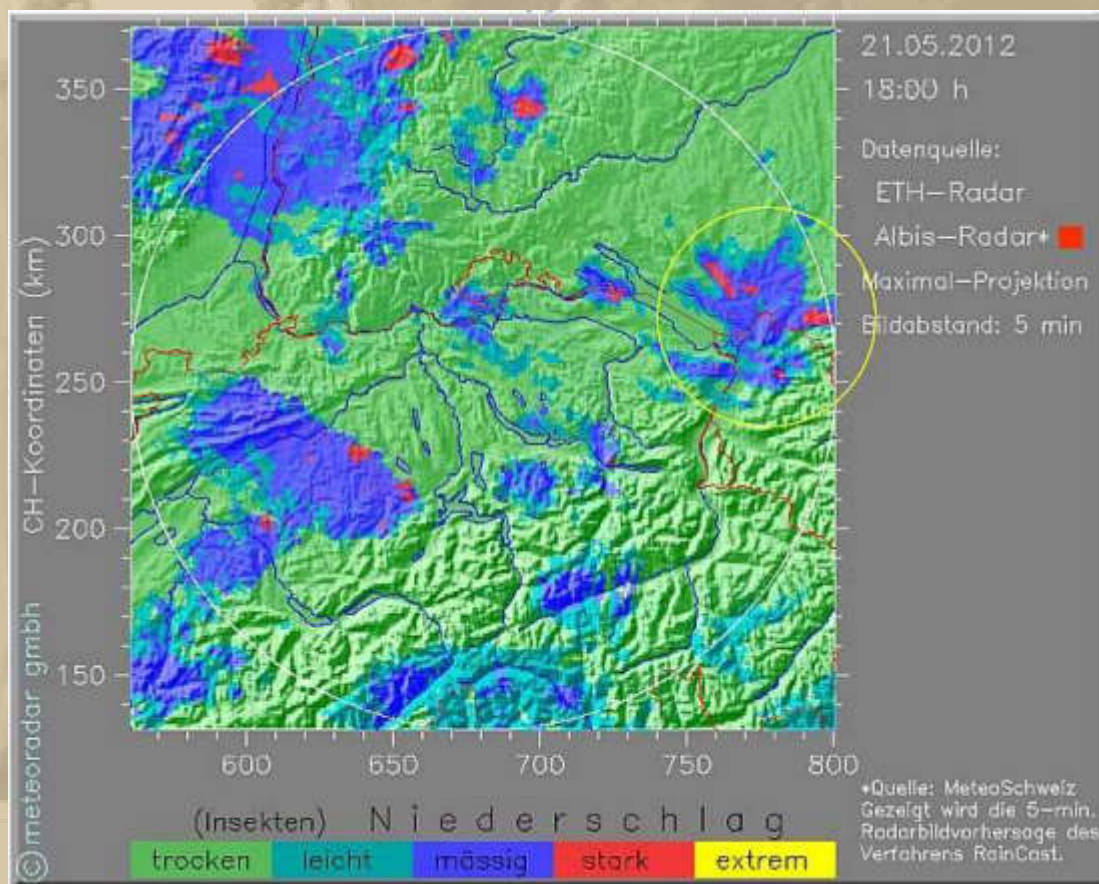 21.05.2012
18:00 h
Datenquelle:
ETH-Radar
Albis-Radar*
Maximal-Projektion
Bildabstand: 5 min
CH-Koordinaten (km)
350
300
250
200
150
600
650
700
750
800
© meteoradar gmbh
(Insekten) Niederschlag
trocken leicht mässig stark extrem
*Quelle: MeteoSchweiz
Gezeigt wird die 5-min.
Radarbildvorhersage des
Verfahrens RainCast.